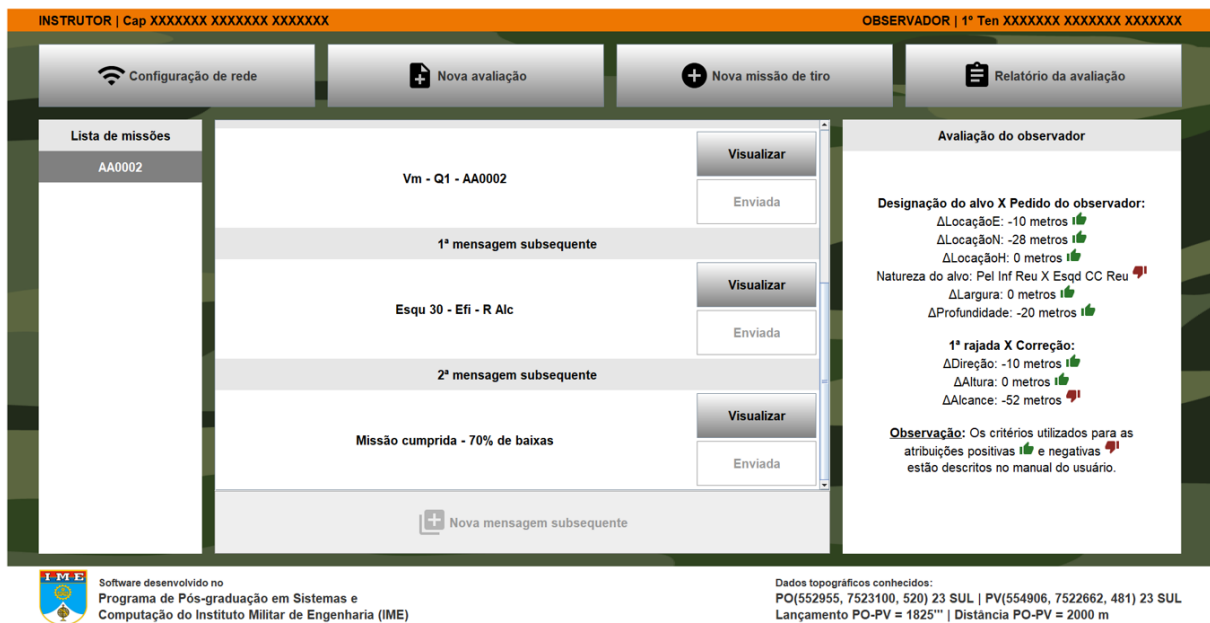 INSTRUTOR | Cap XXXXXXX XXXXXXX XXXXXXX
OBSERVADOR | 1º Ten XXXXXXX XXXXXXX XXXXXXX
Configuração de rede
Nova avaliação
Nova missão de tiro
Relatório da avaliação
Lista de missões
AA0002
Vm - Q1 - AA0002
Visualizar
Enviada
1ª mensagem subsequente
Esqu 30 - Efi - R Alc
Visualizar
Enviada
2ª mensagem subsequente
Missão cumprida - 70% de baixas
Visualizar
Enviada
Nova mensagem subsequente
Avaliação do observador
Designação do alvo X Pedido do observador:
ΔLocaçãoE: -10 metros
ΔLocaçãoN: -28 metros
ΔLocaçãoH: 0 metros
Natureza do alvo: Pel Inf Reu X Esqd CC Reu
ΔLargura: 0 metros
ΔProfundidade: -20 metros
1ª rajada X Correção:
ΔDireção: -10 metros
ΔAltura: 0 metros
ΔAlcance: -52 metros
Observação: Os critérios utilizados para as
atribuições positivas e negativas
estão descritos no manual do usuário.
IME
Software desenvolvido no
Programa de Pós-graduação em Sistemas e
Computação do Instituto Militar de Engenharia (IME)
Dados topográficos conhecidos:
PO(552955, 7523100, 520) 23 SUL | PV(554906, 7522662, 481) 23 SUL
Lançamento PO-PV = 1825''' | Distância PO-PV = 2000 m